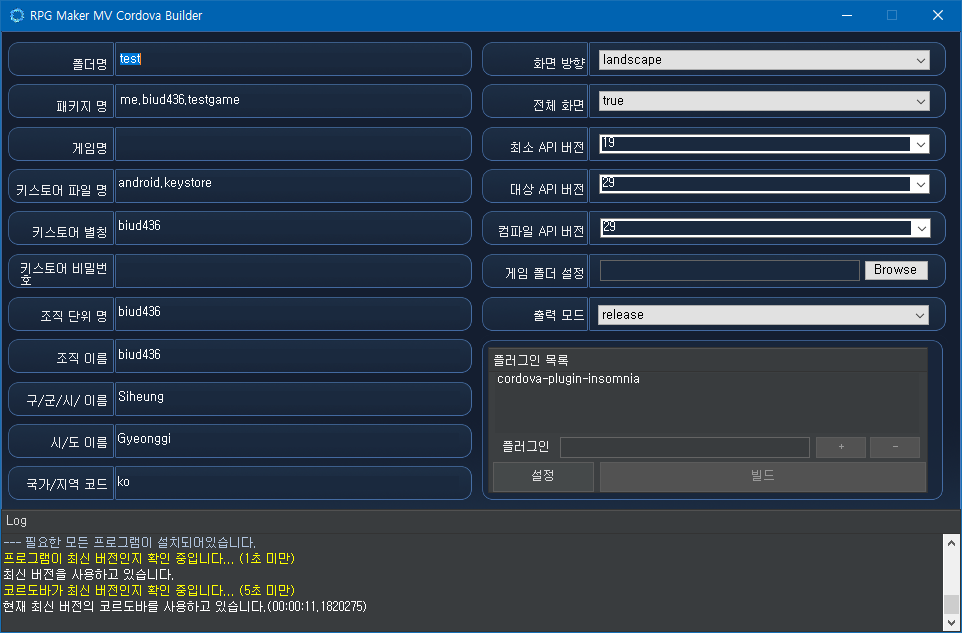 RPG Maker MV Cordova Builder
폴더명 test
패키지 명 me.biud436.testgame
게임명
키스토어 파일 명 android.keystore
키스토어 별칭 biud436
키스토어 비밀번
호
조직 단위 명 biud436
조직 이름 biud436
구/군/시/ 이름 Siheung
시/도 이름 Gyeonggi
국가/지역 코드 ko
화면 방향 landscape
전체 화면 true
최소 API 버전 19
대상 API 버전 29
컴파일 API 버전 29
게임 폴더 설정 Browse
출력 모드 release
플러그인 목록
cordova-plugin-insomnia
플러그인 + -
설정 빌드
Log
--- 필요한 모든 프로그램이 설치되어있습니다.
프로그램이 최신 버전인지 확인 중입니다... (1초 미만)
최신 버전을 사용하고 있습니다.
코르도바가 최신 버전인지 확인 중입니다... (5초 미만)
현재 최신 버전의 코르도바를 사용하고 있습니다.(00:00:11.1820275)